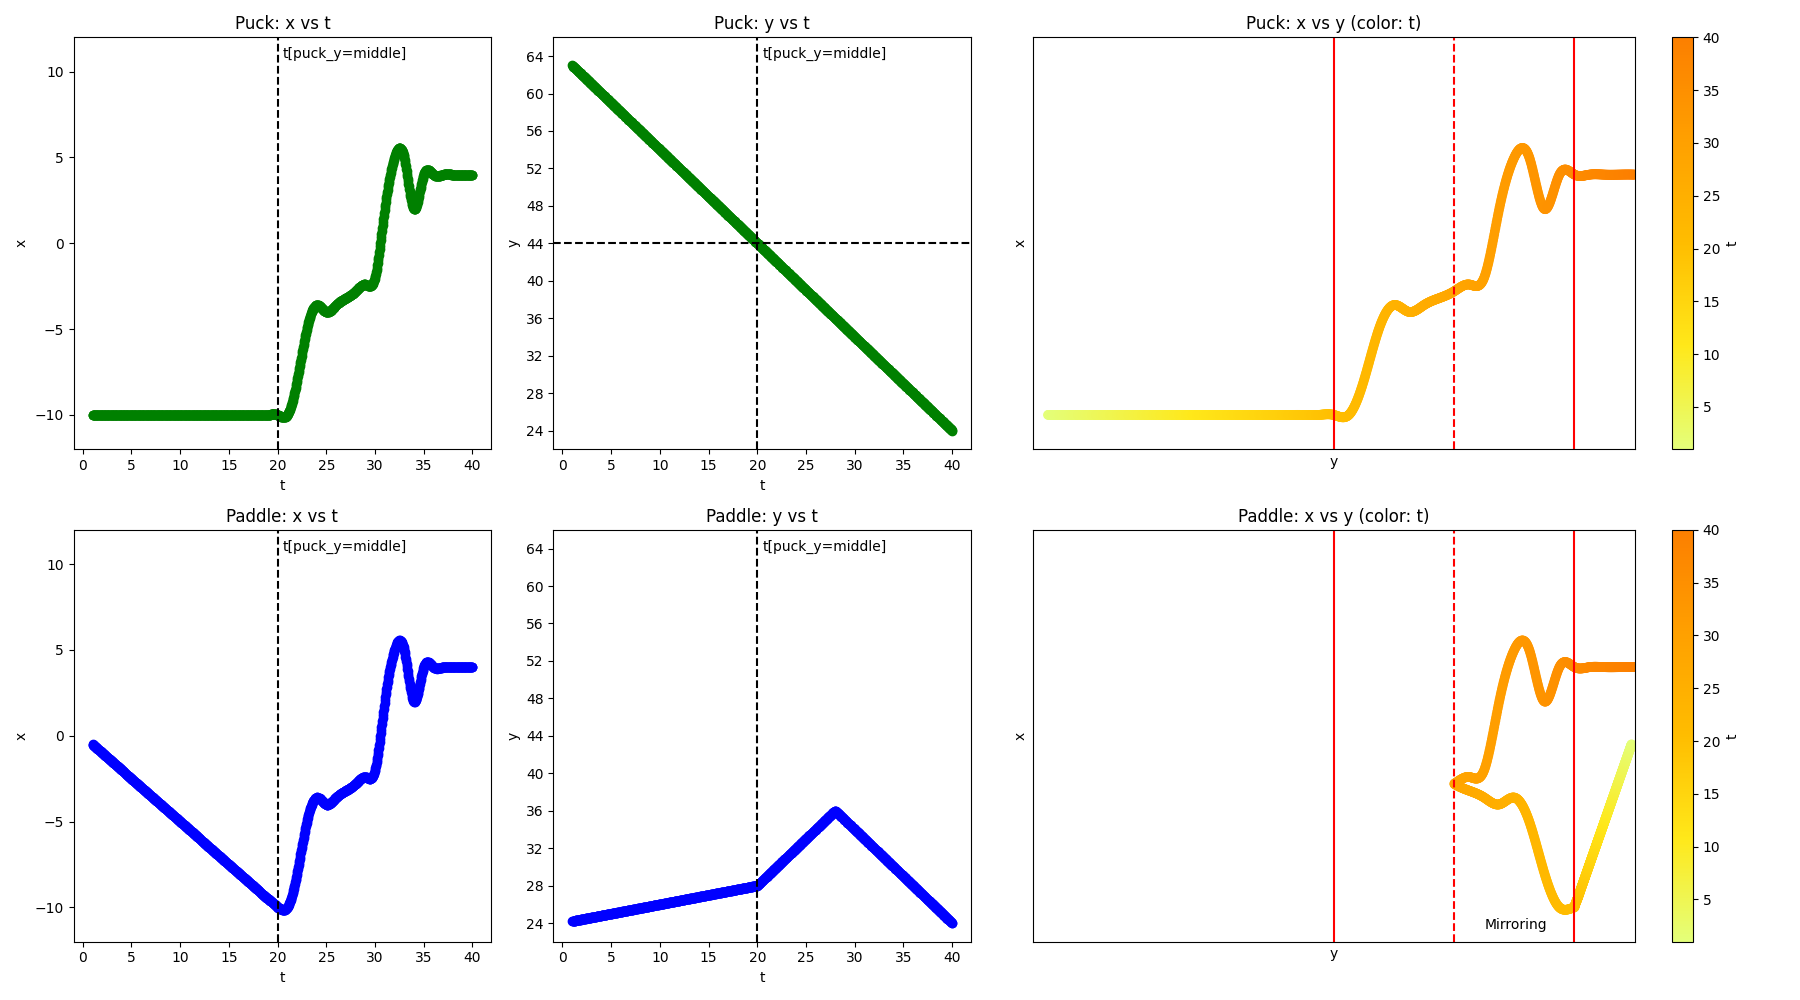 Puck: x vs t
t[puck_y=middle]
10
5
0
−5
−10
x
0 5 10 15 20 25 30 35 40
t
Puck: y vs t
t[puck_y=middle]
64
60
56
52
48
44
40
36
32
28
24
y
0 5 10 15 20 25 30 35 40
t
Puck: x vs y (color: t)
x
y
40
35
30
25
20
15
10
5
t
Paddle: x vs t
t[puck_y=middle]
10
5
0
−5
−10
x
0 5 10 15 20 25 30 35 40
t
Paddle: y vs t
t[puck_y=middle]
64
60
56
52
48
44
40
36
32
28
24
y
0 5 10 15 20 25 30 35 40
t
Paddle: x vs y (color: t)
x
Mirroring
y
40
35
30
25
20
15
10
5
t